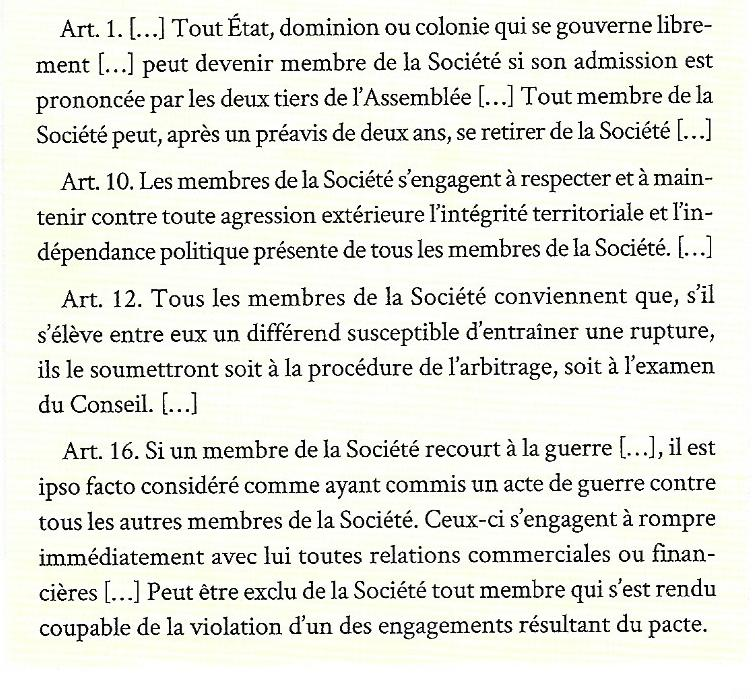 Art. 1. […] Tout État, dominion ou colonie qui se gouverne libre-
ment […] peut devenir membre de la Société si son admission est
prononcée par les deux tiers de l’Assemblée […] Tout membre de la
Société peut, après un préavis de deux ans, se retirer de la Société […]
Art. 10. Les membres de la Société s’engagent à respecter et à main-
tenir contre toute agression extérieure l’intégrité territoriale et l’in-
dépendance politique présente de tous les membres de la Société. […]
Art. 12. Tous les membres de la Société conviennent que, s’il
s’élève entre eux un différend susceptible d’entraîner une rupture,
ils le soumettront soit à la procédure de l’arbitrage, soit à l’examen
du Conseil. […]
Art. 16. Si un membre de la Société recourt à la guerre […], il est
ipso facto considéré comme ayant commis un acte de guerre contre
tous les autres membres de la Société. Ceux-ci s’engagent à rompre
immédiatement avec lui toutes relations commerciales ou finan-
cières […] Peut être exclu de la Société tout membre qui s’est rendu
coupable de la violation d’un des engagements résultant du pacte.